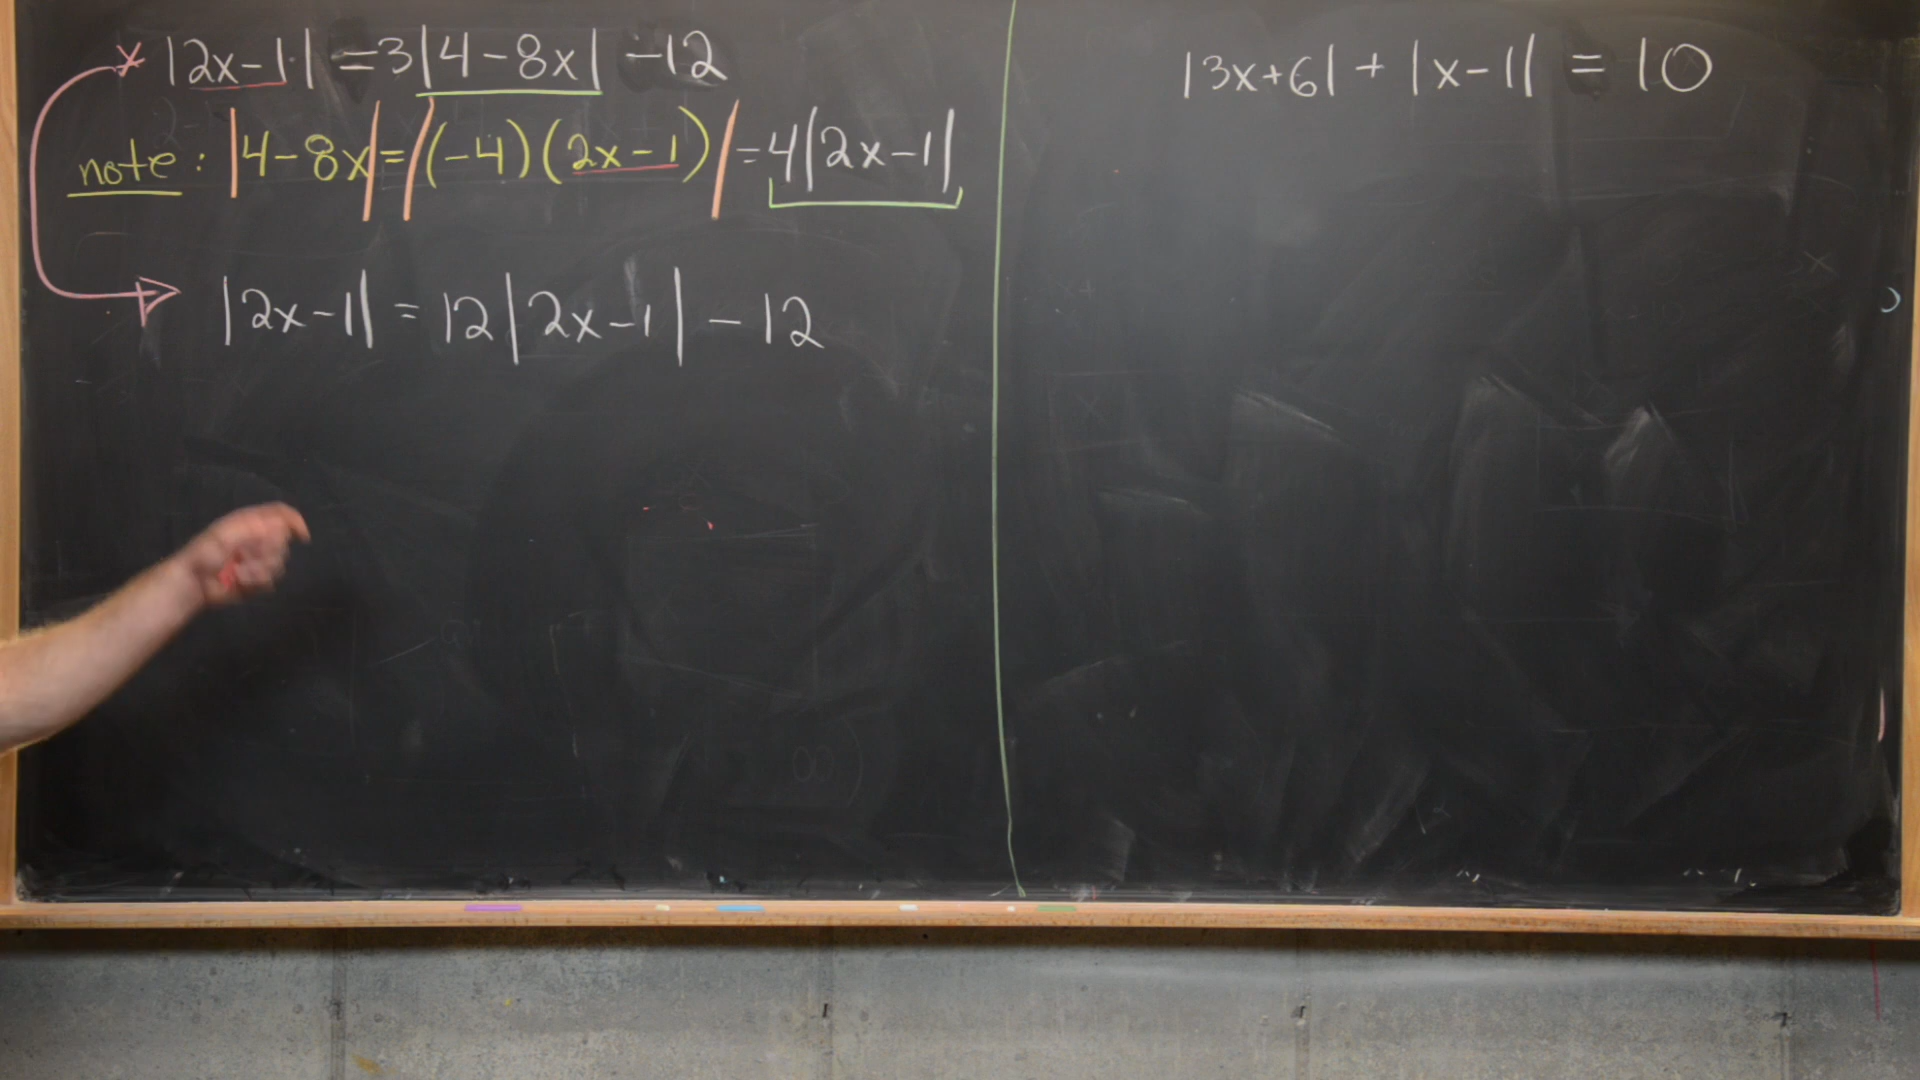 * |2x-1| = 3|4-8x| -12
note: |4-8x|=|(-4)(2x-1)| = 4|2x-1|
|2x-1| = 12|2x-1| - 12
|3x+6| + |x-1| = 10